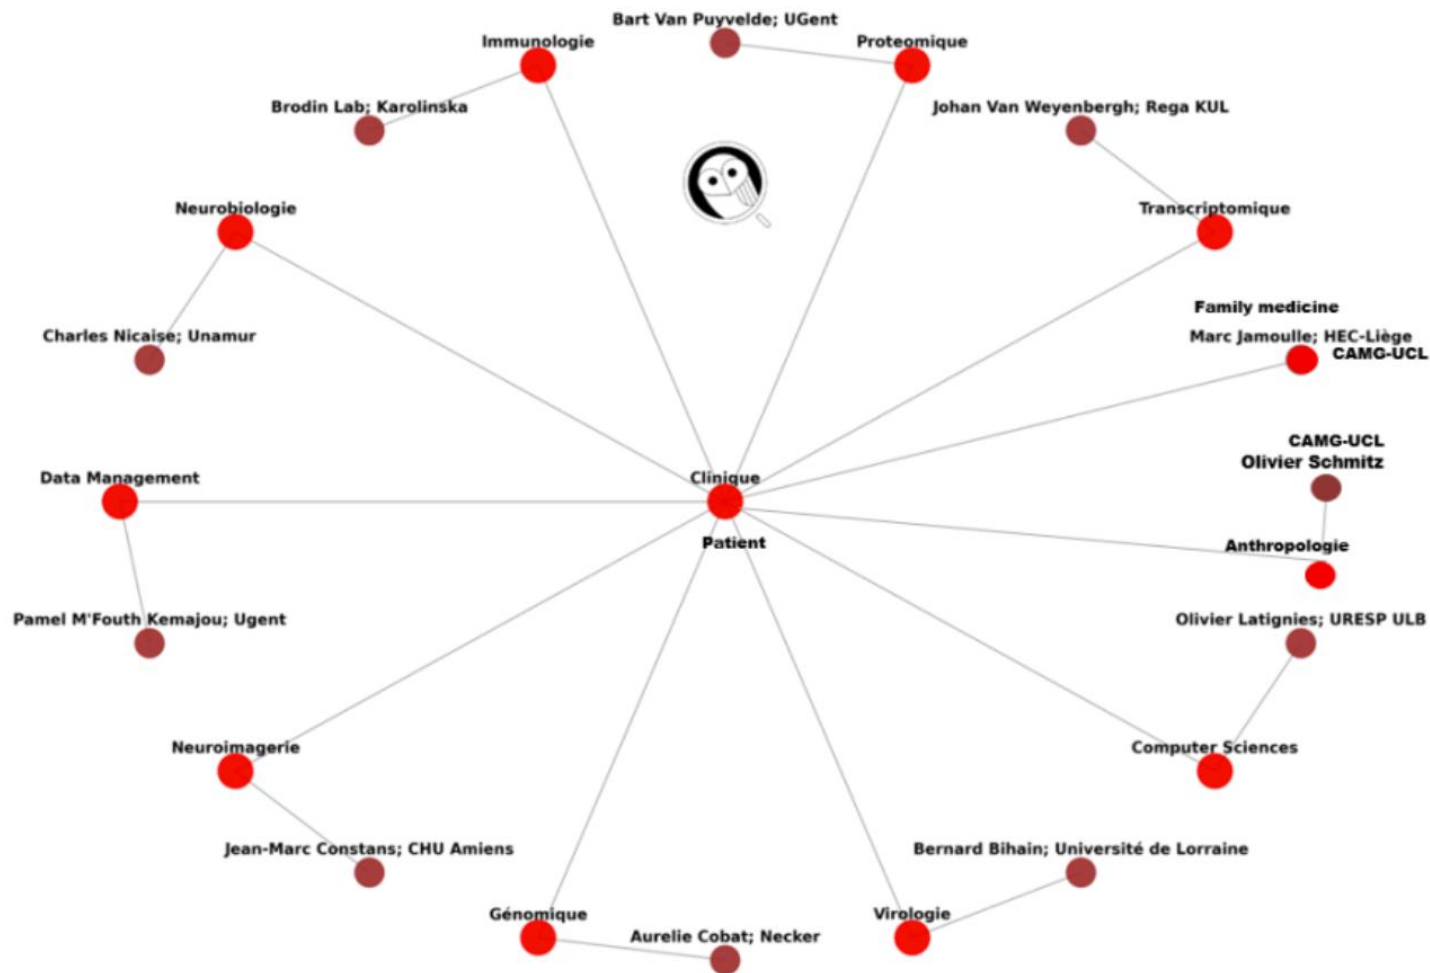 Bart Van Puyvelde; UGent
Immunologie
Proteomique
Brodin Lab; Karolinska
Johan Van Weyenbergh; Rega KUL
Neurobiologie
Transcriptomique
Family medicine
Charles Nicaise; Unamur
Marc Jamoulle; HEC-Liège
CAMG-UCL
CAMG-UCL
Olivier Schmitz
Data Management
Clinique
Patient
Anthropologie
Pamel M'Fouth Kemajou; Ugent
Olivier Latignies; URESP ULB
Neuroimagerie
Computer Sciences
Jean-Marc Constans; CHU Amiens
Bernard Bihain; Université de Lorraine
Génomique
Virologie
Aurelie Cobat; Necker